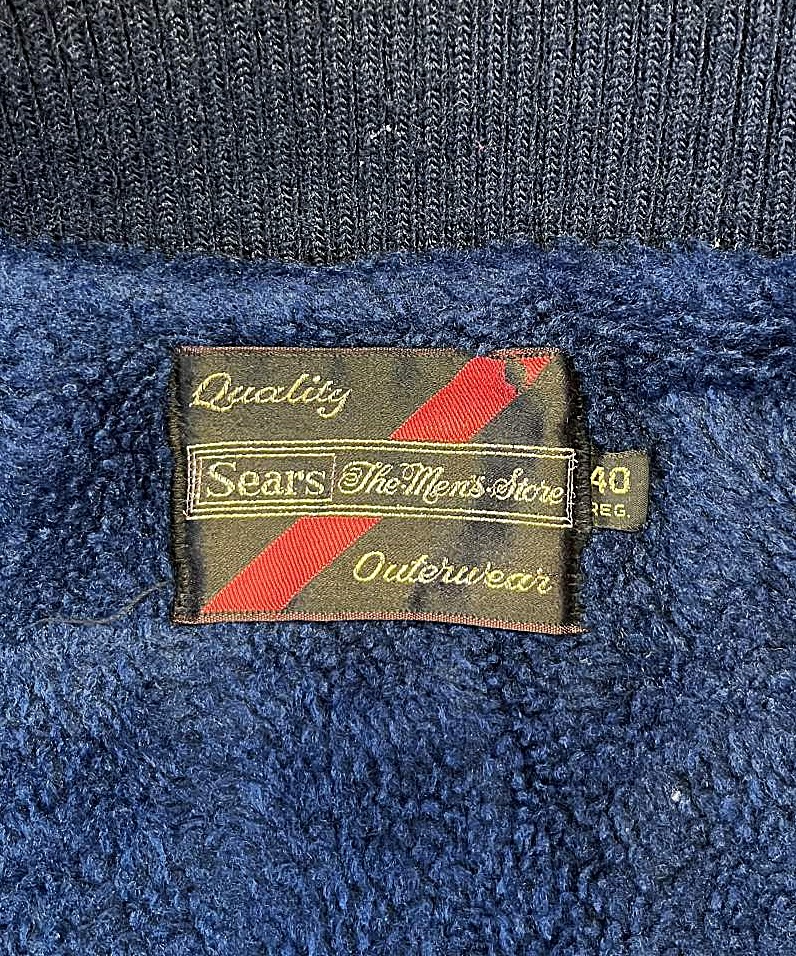 Quality
Sears The Men's Store
Outerwear
40
REG.